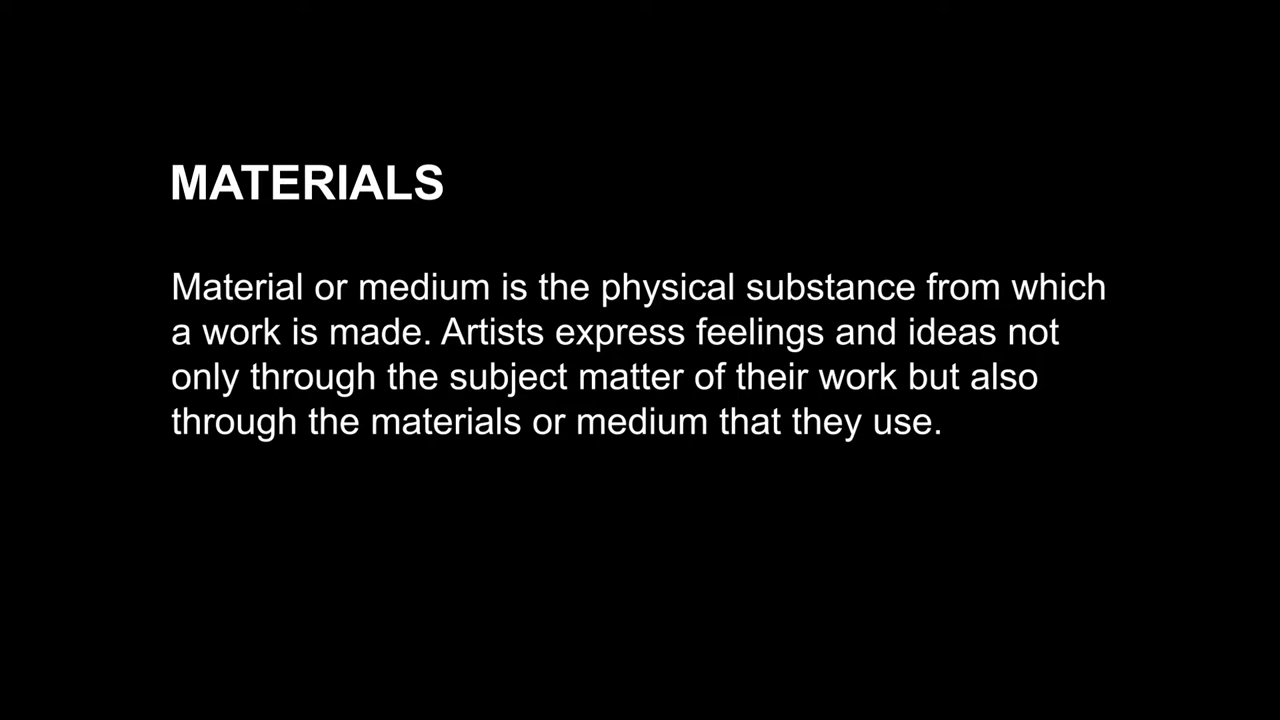 MATERIALS
Material or medium is the physical substance from which
a work is made. Artists express feelings and ideas not
only through the subject matter of their work but also
through the materials or medium that they use.